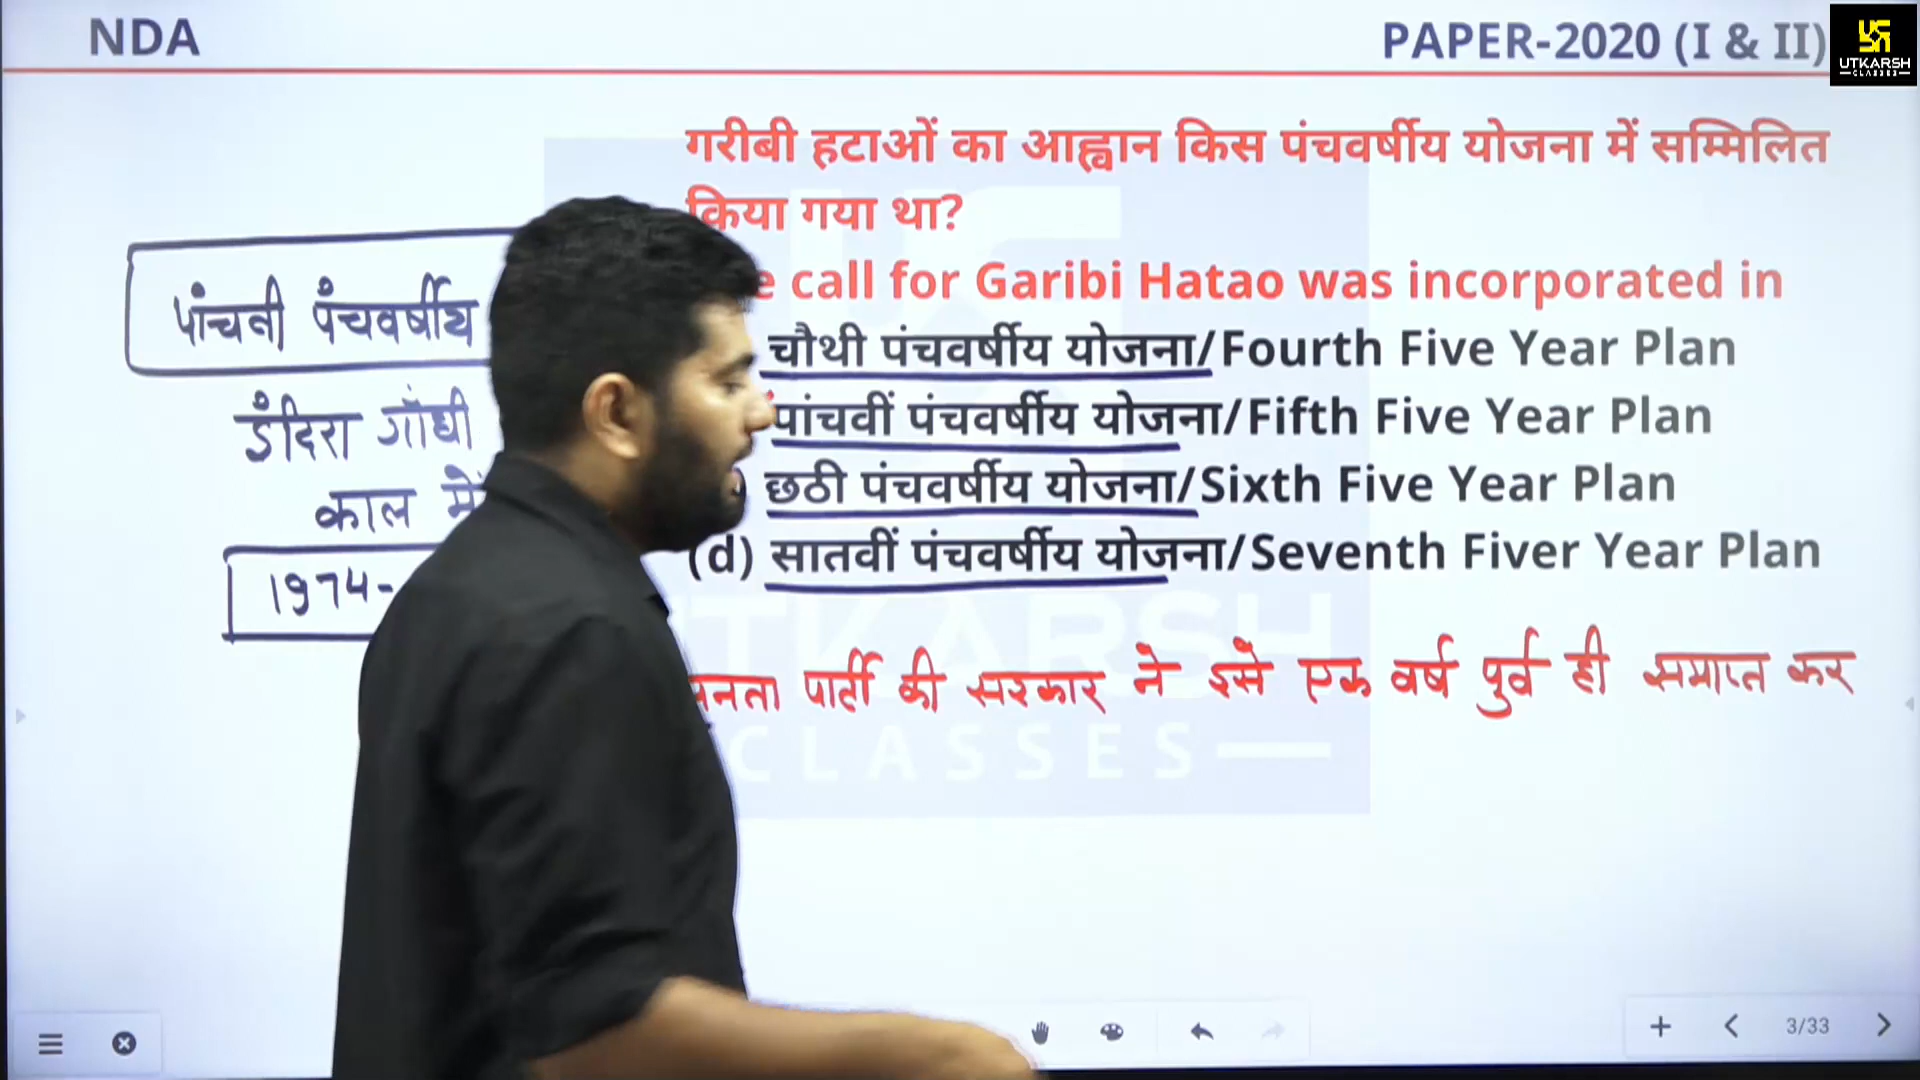 NDA
PAPER-2020 (I & II)
UTKARSH
CLASSES
गरीबी हटाओं का आह्वान किस पंचवर्षीय योजना में सम्मिलित
किया गया था?
call for Garibi Hatao was incorporated in
चौथी पंचवर्षीय योजना/Fourth Five Year Plan
पांचवीं पंचवर्षीय योजना/Fifth Five Year Plan
छठी पंचवर्षीय योजना/Sixth Five Year Plan
(d) सातवीं पंचवर्षीय योजना/Seventh Fiver Year Plan
पांचवी पंचवर्षीय
इंदिरा गाँधी
काल में
1974-
पार्टी की सरकार ने इसे एक वर्ष पुर्व ही समाप्त कर
UTKARSH
CLASSES
3/33